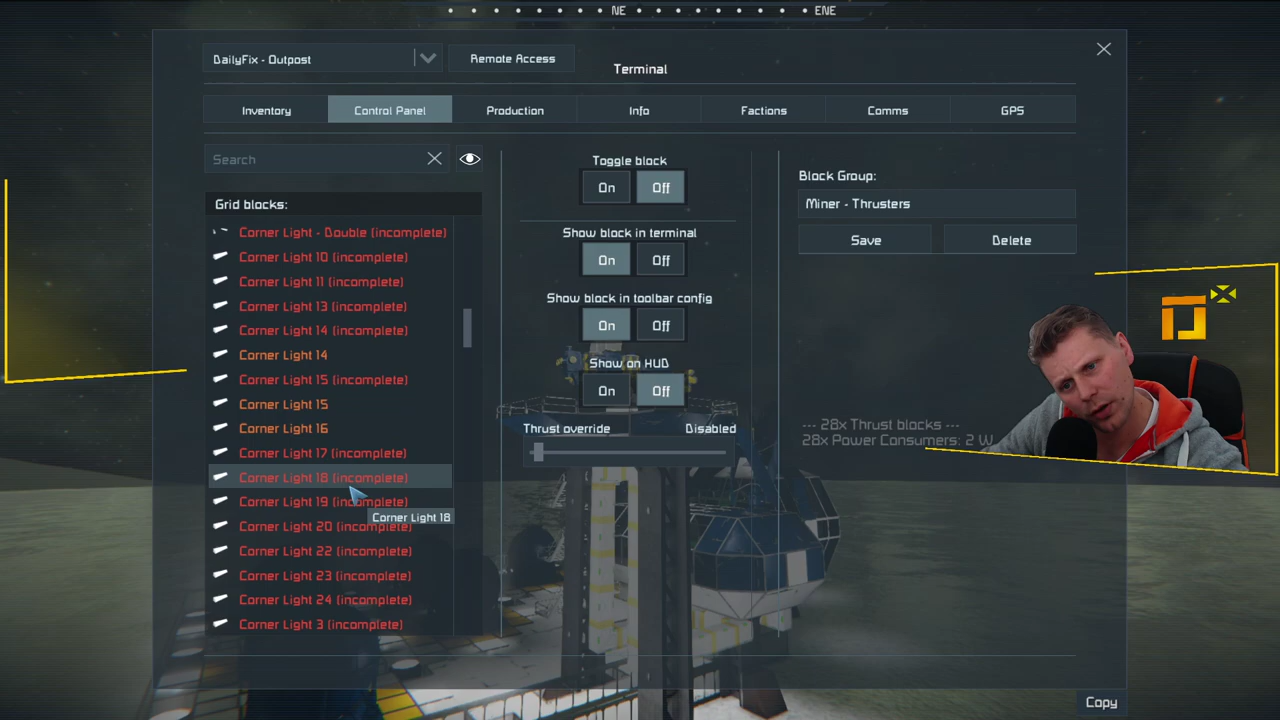 NE ENE
DailyFix - Outpost
Remote Access
Terminal
Inventory
Control Panel
Production
Info
Factions
Comms
GPS
Search
Grid blocks:
Corner Light - Double (incomplete)
Corner Light 10 (incomplete)
Corner Light 11 (incomplete)
Corner Light 13 (incomplete)
Corner Light 14 (incomplete)
Corner Light 14
Corner Light 15 (incomplete)
Corner Light 15
Corner Light 16
Corner Light 17 (incomplete)
Corner Light 18 (incomplete)
Corner Light 19 (incomplete)
Corner Light 18
Corner Light 20 (incomplete)
Corner Light 22 (incomplete)
Corner Light 23 (incomplete)
Corner Light 24 (incomplete)
Corner Light 3 (incomplete)
Toggle block
On Off
Show block in terminal
On Off
Show block in toolbar config
On Off
Show on HUD
On Off
Thrust override Disabled
Block Group:
Miner - Thrusters
Save Delete
--- 28x Thrust blocks ---
28x Power Consumers: 2 W
Copy